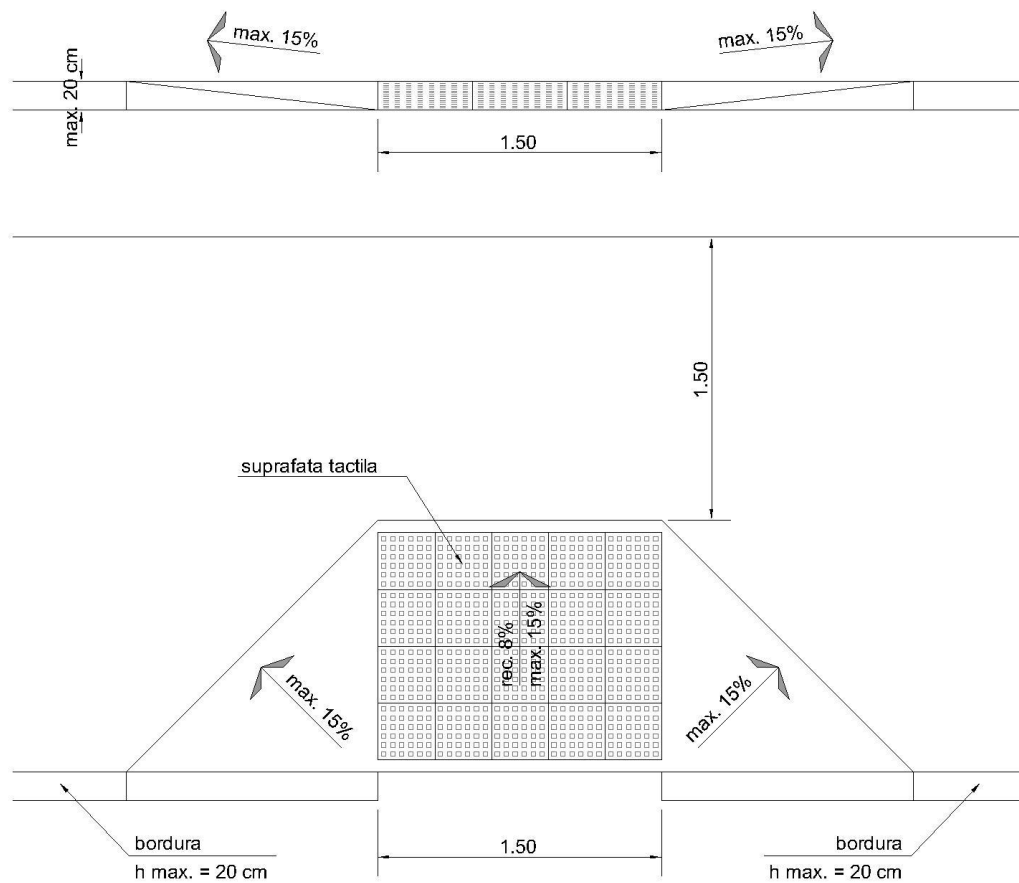 max. 15%
max. 15%
max. 20 cm
1.50
1.50
suprafata tactila
rec. 8%
max. 15%
max. 15%
max. 15%
bordura
h max. = 20 cm
1.50
bordura
h max. = 20 cm